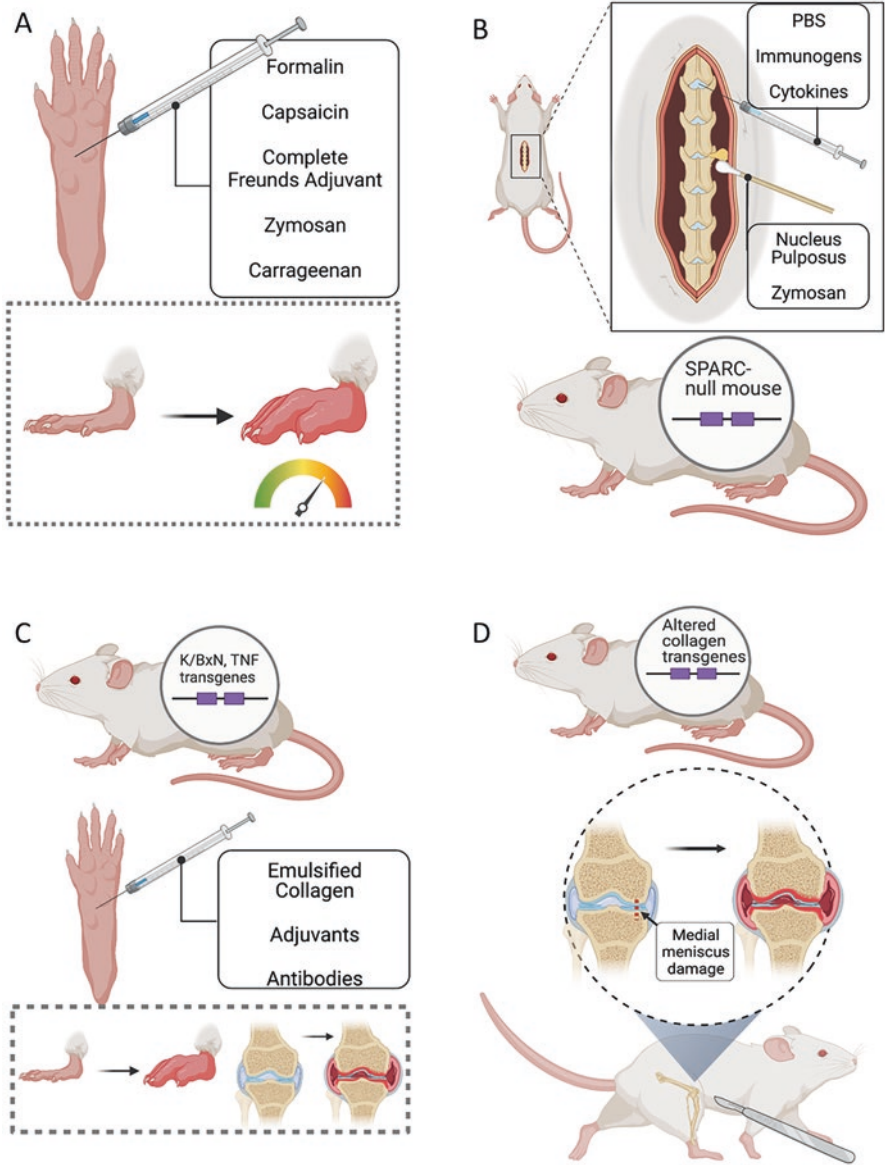 A
Formalin
Capsaicin
Complete
Freunds Adjuvant
Zymosan
Carrageenan
B
PBS
Immunogens
Cytokines
Nucleus
Pulposus
Zymosan
SPARC-
null mouse
C
K/BxN, TNF
transgenes
Emulsified
Collagen
Adjuvants
Antibodies
D
Altered
collagen
transgenes
Medial
meniscus
damage